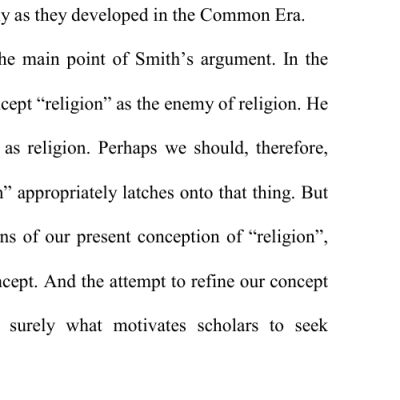 y as they developed in the Common Era.
he main point of Smith’s argument. In the
cept “religion” as the enemy of religion. He
as religion. Perhaps we should, therefore,
n” appropriately latches onto that thing. But
ns of our present conception of “religion”,
ncept. And the attempt to refine our concept
surely what motivates scholars to seek